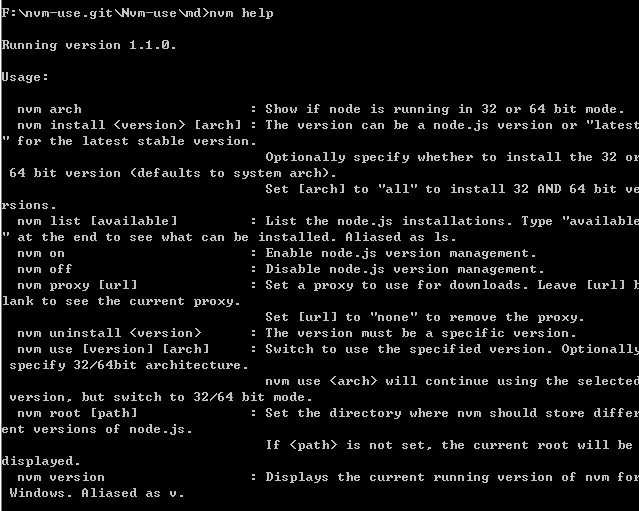 F:\nvm-use.git\Nvm-use\md>nvm help
Running version 1.1.0.
Usage:
nvm arch : Show if node is running in 32 or 64 bit mode.
nvm install <version> [arch] : The version can be a node.js version or "latest
" for the latest stable version.
Optionally specify whether to install the 32 or
64 bit version (defaults to system arch).
Set [arch] to "all" to install 32 AND 64 bit ve
rsions.
nvm list [available] : List the node.js installations. Type "available
" at the end to see what can be installed. Aliased as ls.
nvm on : Enable node.js version management.
nvm off : Disable node.js version management.
nvm proxy [url] : Set a proxy to use for downloads. Leave [url] b
lank to see the current proxy.
Set [url] to "none" to remove the proxy.
nvm uninstall <version> : The version must be a specific version.
nvm use [version] [arch] : Switch to use the specified version. Optionally
specify 32/64bit architecture.
nvm use <arch> will continue using the selected
version, but switch to 32/64 bit mode.
nvm root [path] : Set the directory where nvm should store differ
ent versions of node.js.
If <path> is not set, the current root will be
displayed.
nvm version : Displays the current running version of nvm for
Windows. Aliased as v.